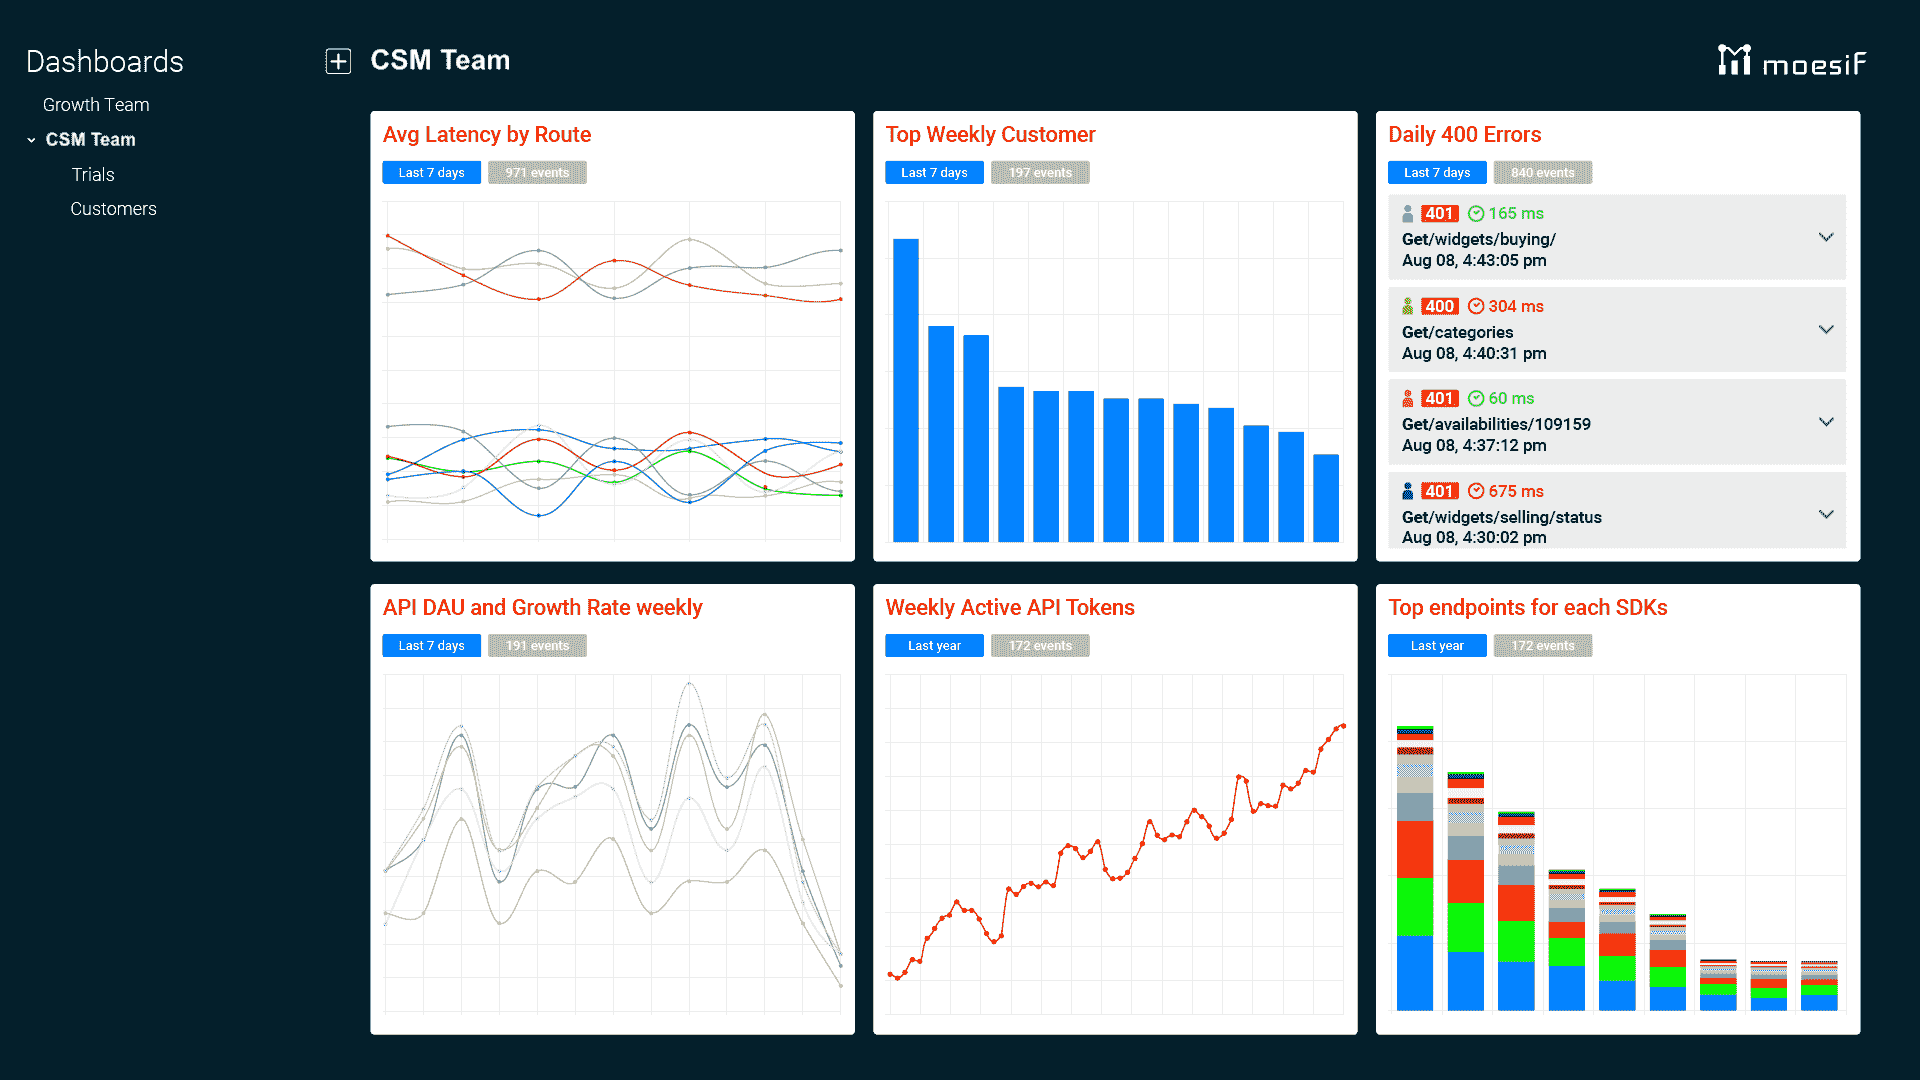 Dashboards
Growth Team
CSM Team
Trials
Customers
CSM Team
moesif
Avg Latency by Route
Last 7 days
971 events
Top Weekly Customer
Last 7 days
197 events
Daily 400 Errors
Last 7 days
840 events
401 165 ms
Get/widgets/buying/
Aug 08, 4:43:05 pm
400 304 ms
Get/categories
Aug 08, 4:40:31 pm
401 60 ms
Get/availabilities/109159
Aug 08, 4:37:12 pm
401 675 ms
Get/widgets/selling/status
Aug 08, 4:30:02 pm
API DAU and Growth Rate weekly
Last 7 days
191 events
Weekly Active API Tokens
Last year
172 events
Top endpoints for each SDKs
Last year
172 events